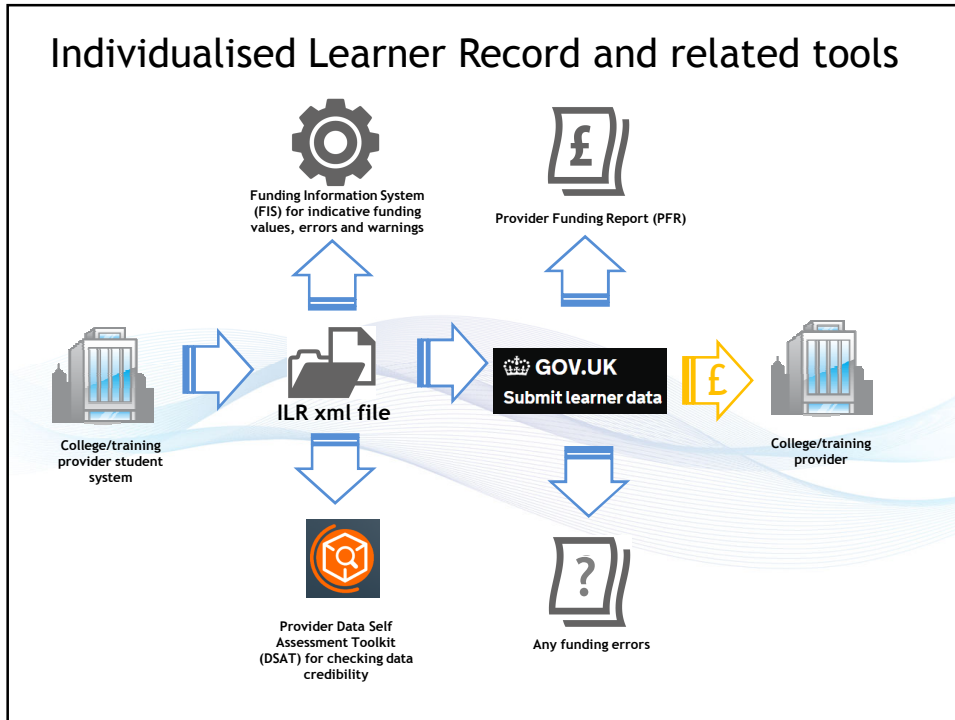 Individualised Learner Record and related tools
Funding Information System
(FIS) for indicative funding
values, errors and warnings
£
Provider Funding Report (PFR)
College/training
provider student
system
ILR xml file
GOV.UK
Submit learner data
£
College/training
provider
Provider Data Self
Assessment Toolkit
(DSAT) for checking data
credibility
?
Any funding errors